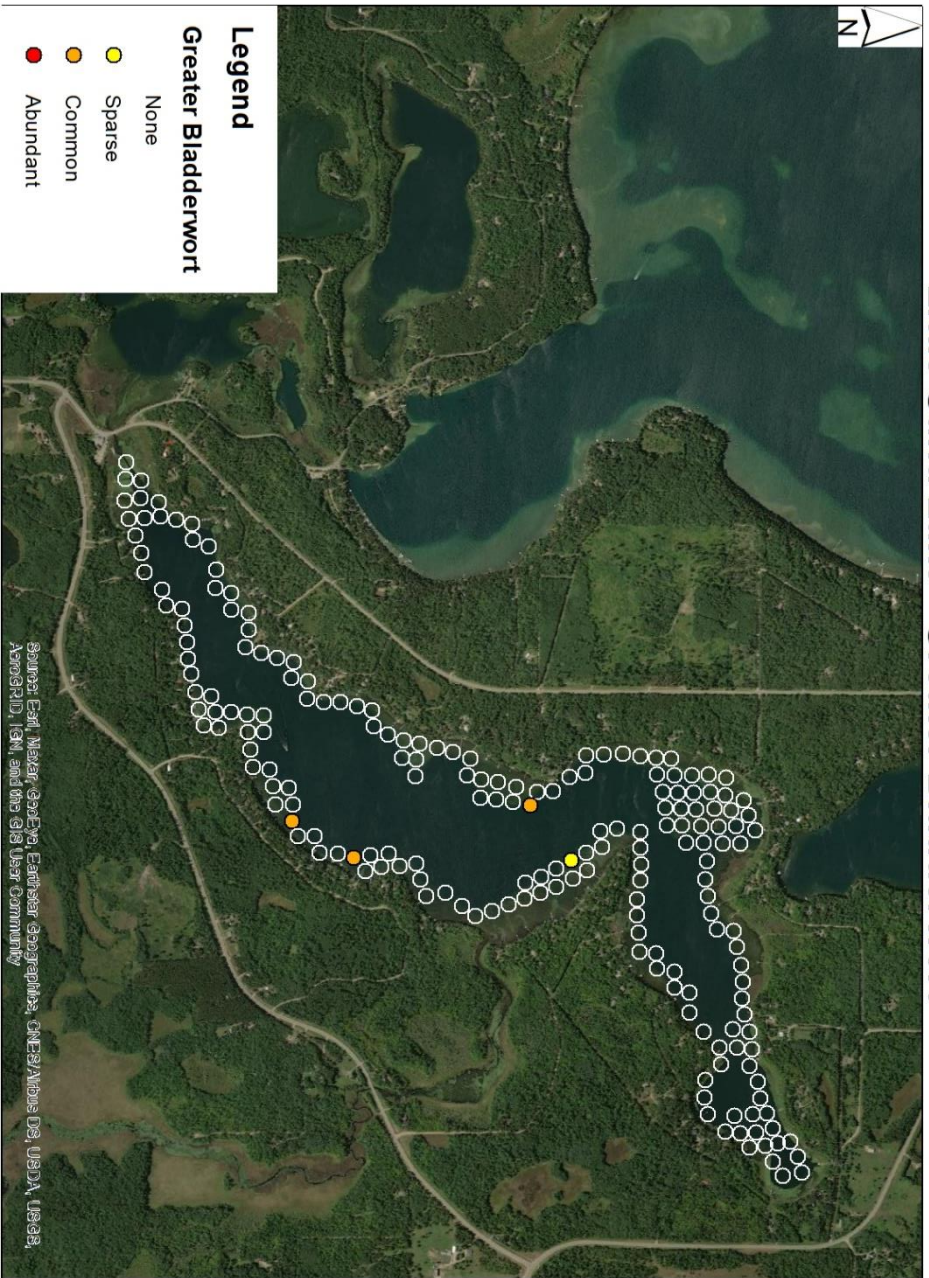 N
Legend
Greater Bladderwort
None
Sparse
Common
Abundant
Source: Esri, Maxar, GeoEye, Earthstar Geographics, CNES/Airbus DS, USDA, USGS,
AeroGRID, IGN, and the GIS User Community